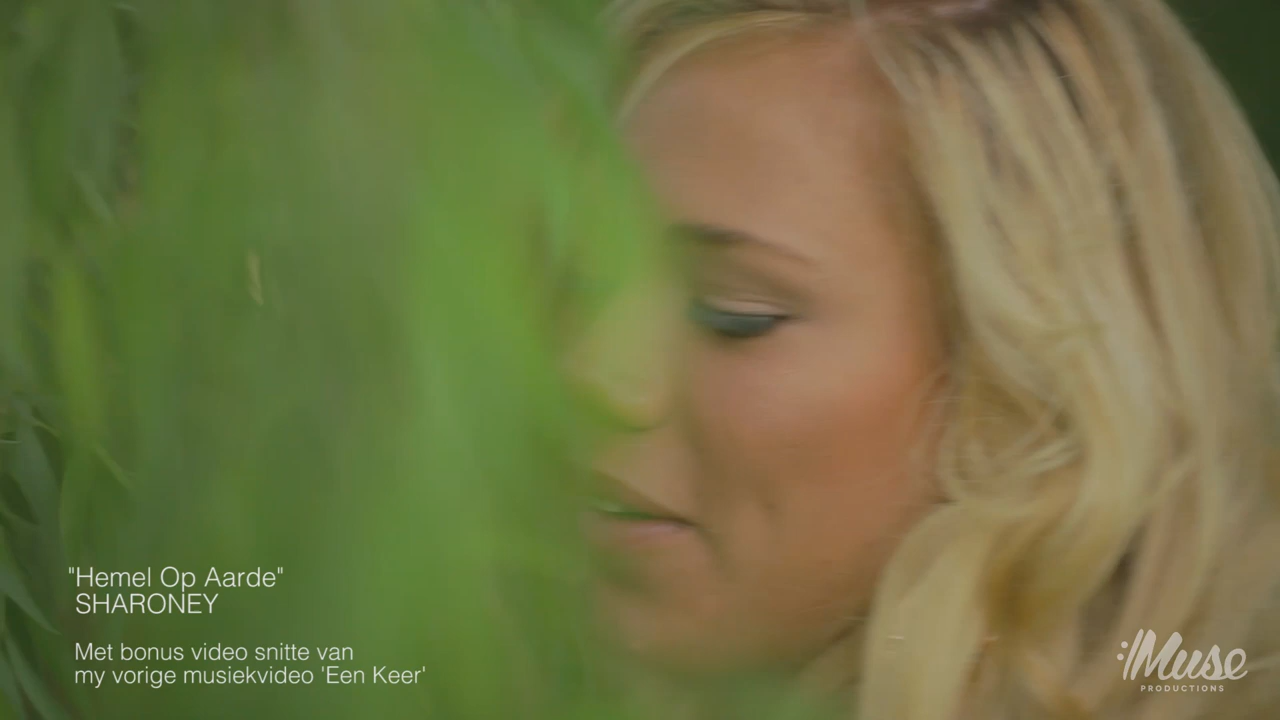 "Hemel Op Aarde"
SHARONEY
Met bonus video snitte van
my vorige musiekvideo 'Een Keer'
Muse
PRODUCTIONS